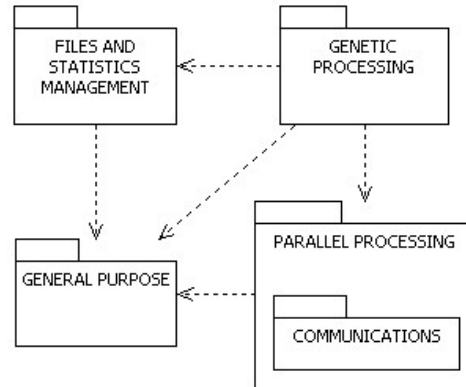 FILES AND
STATISTICS
MANAGEMENT
GENETIC
PROCESSING
GENERAL PURPOSE
PARALLEL PROCESSING
COMMUNICATIONS